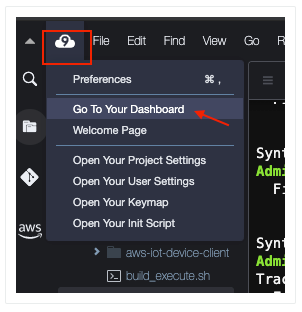 9 File Edit Find View Go R
Preferences ⌘ ,
Go To Your Dashboard
Welcome Page
Open Your Project Settings
Open Your User Settings
Open Your Keymap
Open Your Init Script
aws
aws-iot-device-client
build_execute.sh
Synt
Admi
Fi
Synt
Admi
Trac